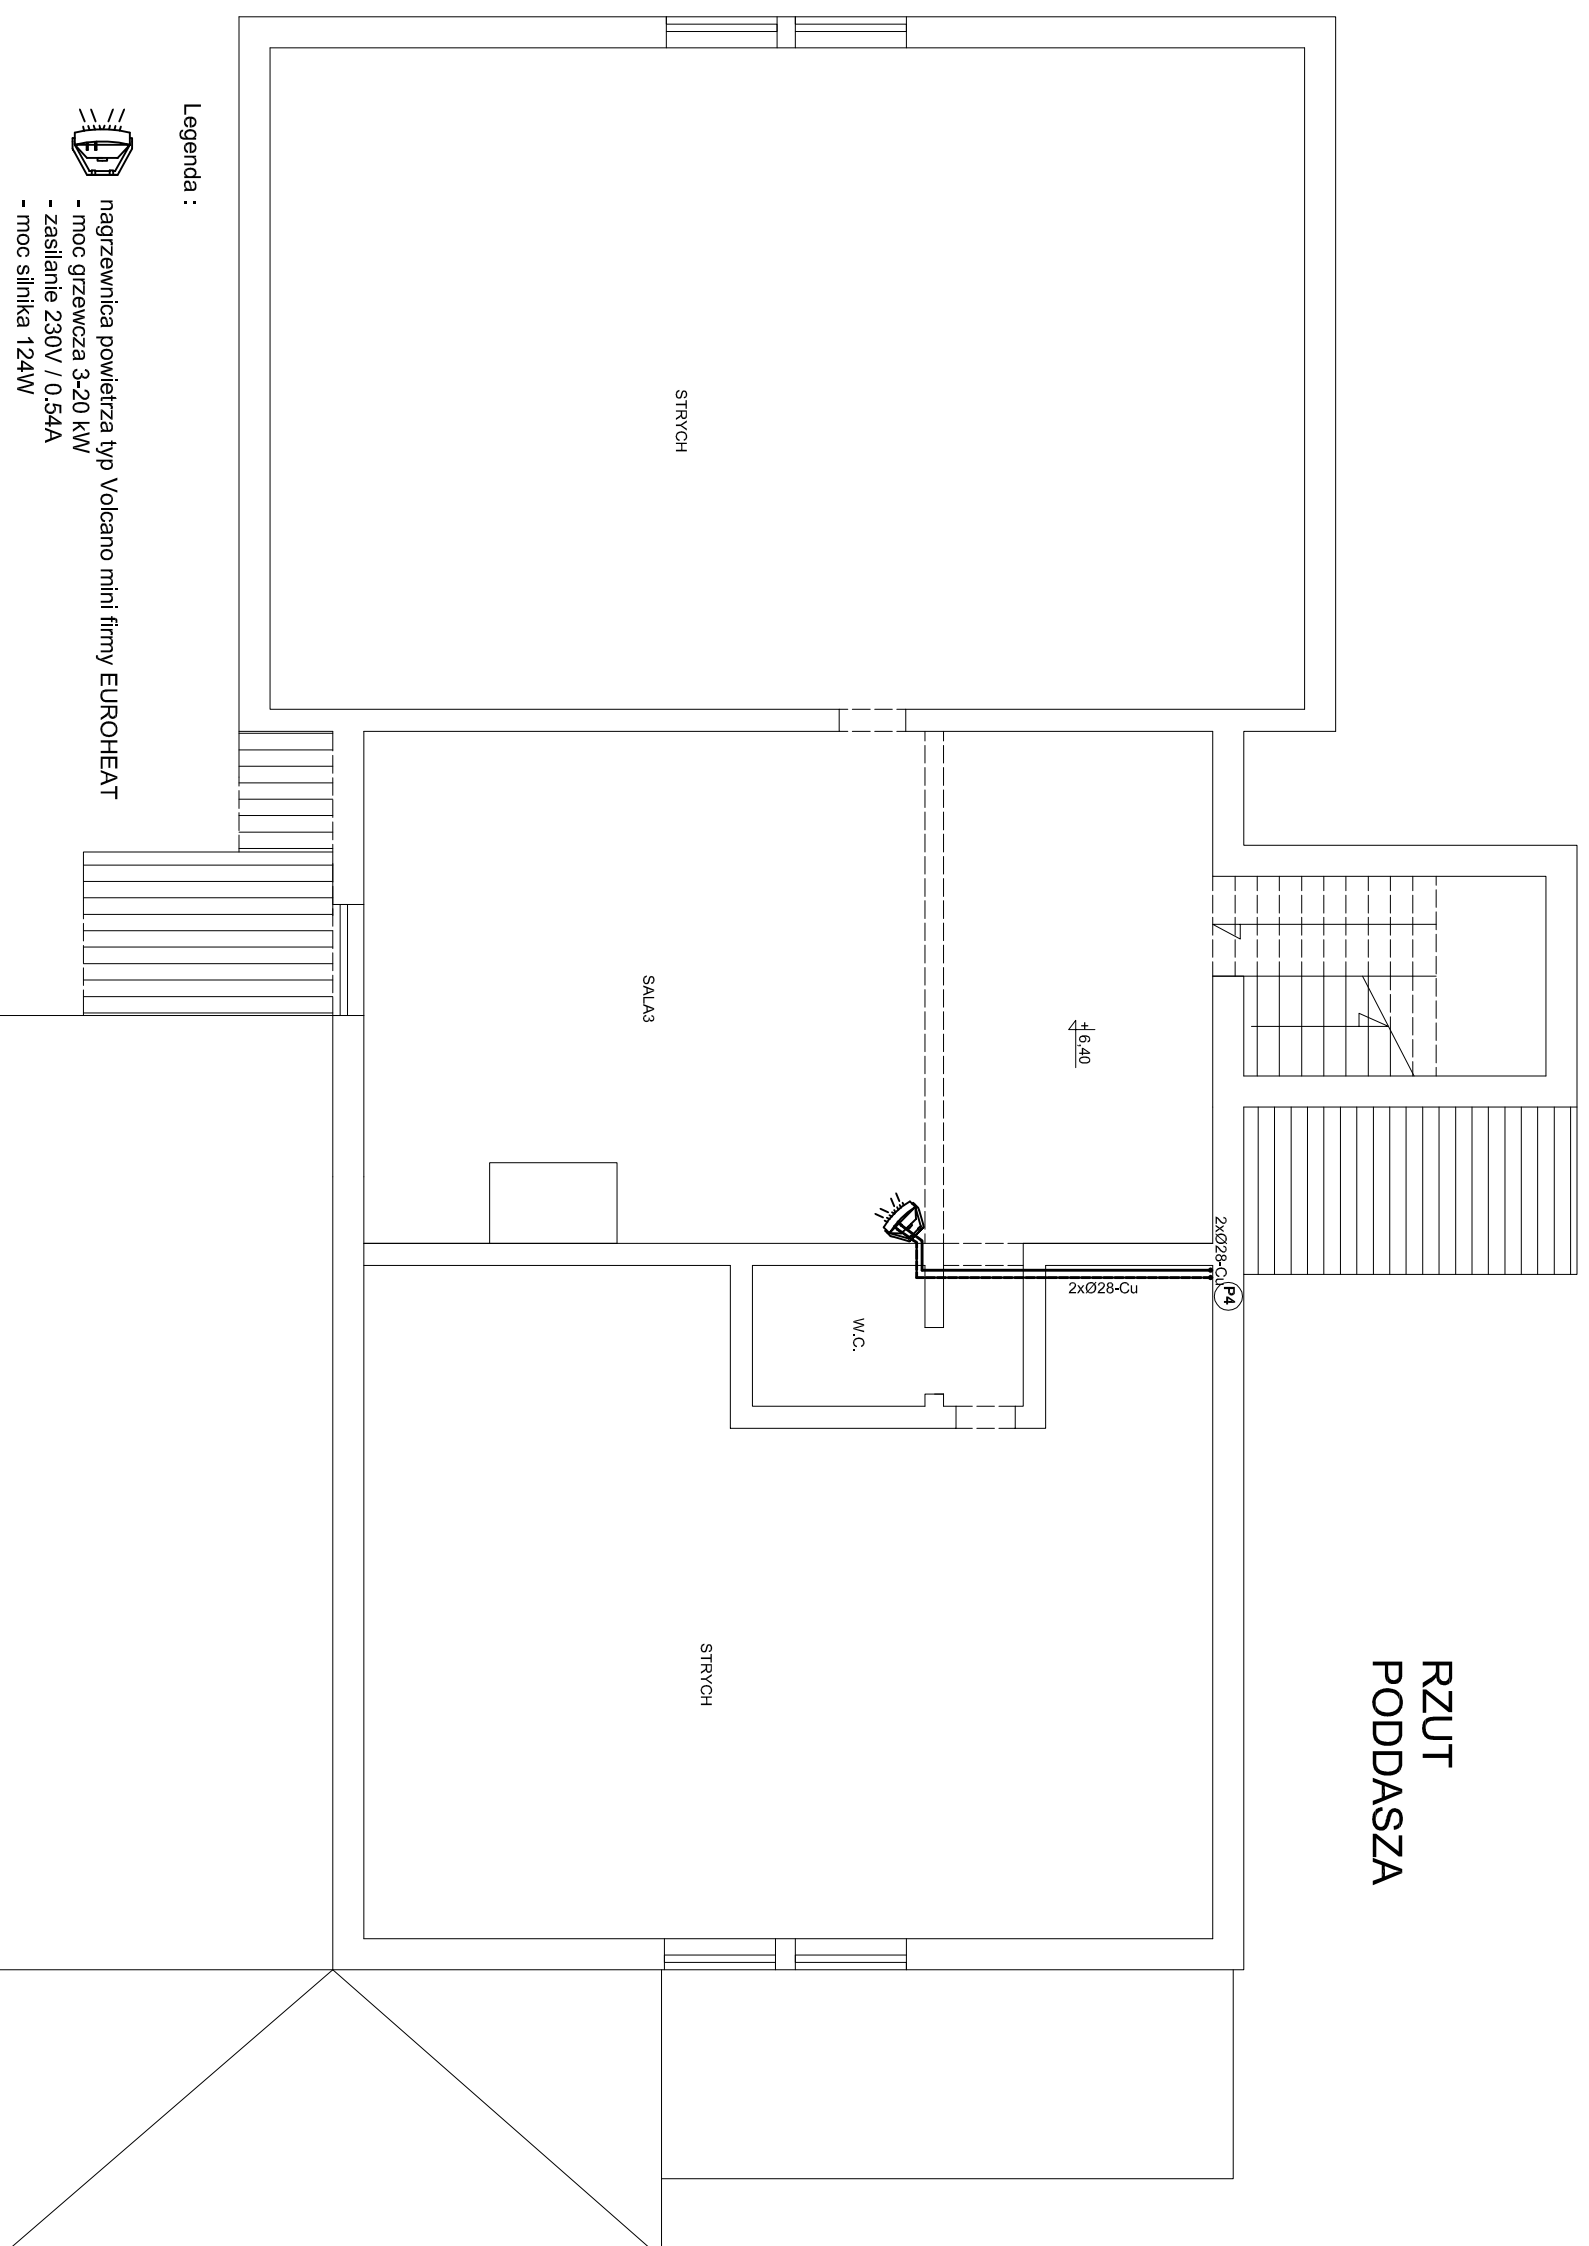 RZUT
PODDASZA
2xØ28-Cu
P4
2xØ28-Cu
+ 6,40
W.C.
STRYCH
SALA3
STRYCH
Legenda :
nagrzewnica powietrza typ Volcano mini firmy EUROHEAT
- moc grzewcza 3-20 kW
- zasilanie 230V / 0.54A
- moc silnika 124W